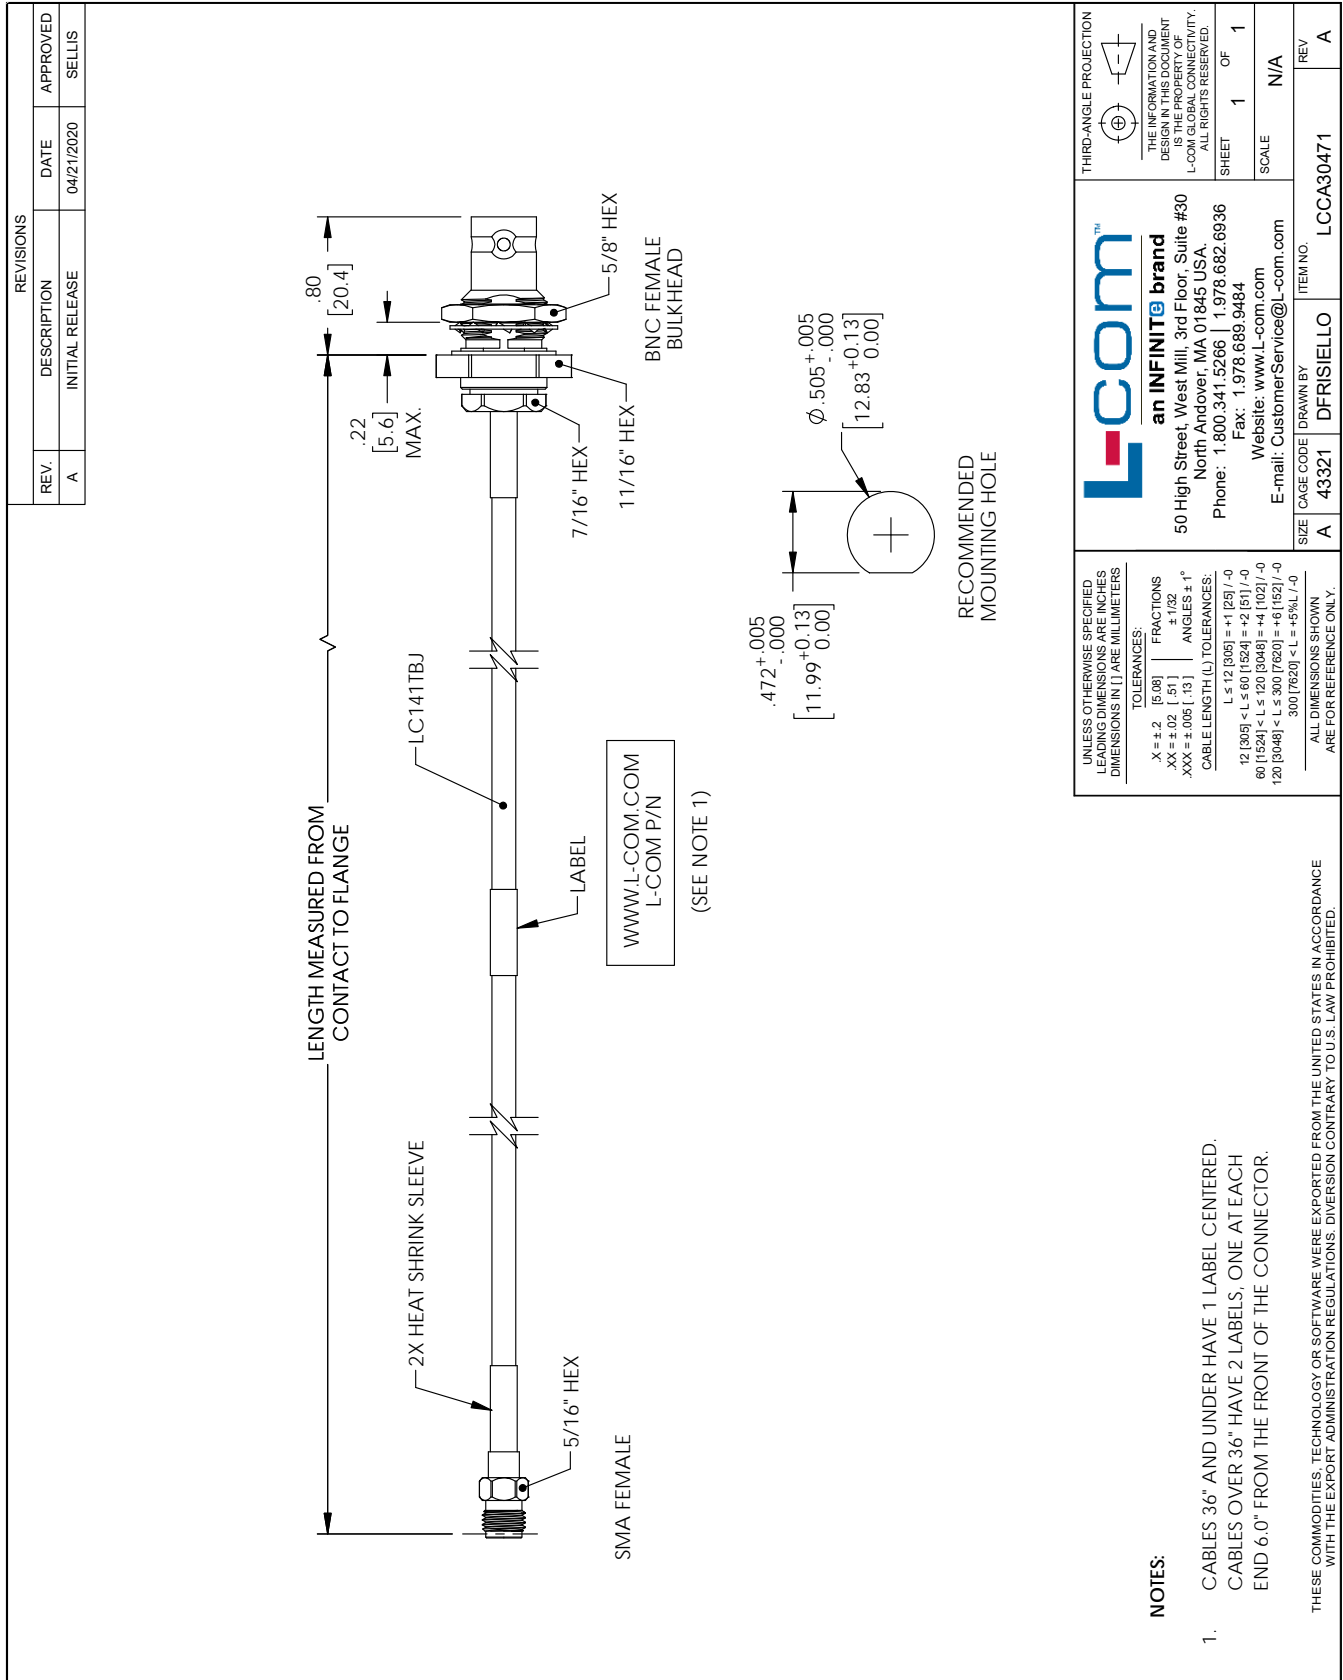 REVISIONS
REV. DESCRIPTION DATE APPROVED
A INITIAL RELEASE 04/21/2020 SELLIS
LENGTH MEASURED FROM
CONTACT TO FLANGE
.80
[20.4]
.22
[5.6]
MAX.
2X HEAT SHRINK SLEEVE
LC141TBJ
5/16" HEX
SMA FEMALE
LABEL
WWW.L-COM.COM
L-COM P/N
(SEE NOTE 1)
7/16" HEX
11/16" HEX
5/8" HEX
BNC FEMALE
BULKHEAD
.472 +.005
-.000
[11.99 +0.13
0.00]
Ø.505 +.005
-.000
[12.83 +0.13
0.00]
RECOMMENDED
MOUNTING HOLE
NOTES:
1. CABLES 36" AND UNDER HAVE 1 LABEL CENTERED.
CABLES OVER 36" HAVE 2 LABELS, ONE AT EACH
END 6.0" FROM THE FRONT OF THE CONNECTOR.
THESE COMMODITIES, TECHNOLOGY OR SOFTWARE WERE EXPORTED FROM THE UNITED STATES IN ACCORDANCE
WITH THE EXPORT ADMINISTRATION REGULATIONS. DIVERSION CONTRARY TO U.S. LAW PROHIBITED.
UNLESS OTHERWISE SPECIFIED
LEADING DIMENSIONS ARE INCHES
DIMENSIONS IN [ ] ARE MILLIMETERS
TOLERANCES:
.X = ±.2 [5.08] FRACTIONS
.XX = ±.02 [.51] ± 1/32
.XXX = ±.005 [.13] ANGLES ± 1°
CABLE LENGTH (L) TOLERANCES:
L ≤ 12 [305] = +1 [25] / -0
12 [305] < L ≤ 60 [1524] = +2 [51] / -0
60 [1524] < L ≤ 120 [3048] = +4 [102] / -0
120 [3048] < L ≤ 300 [7620] = +6 [152] / -0
300 [7620] < L = +5%L / -0
ALL DIMENSIONS SHOWN
ARE FOR REFERENCE ONLY.
L-com™
an INFINITe brand
50 High Street, West Mill, 3rd Floor, Suite #30
North Andover, MA 01845 USA.
Phone: 1.800.341.5266 | 1.978.682.6936
Fax: 1.978.689.9484
Website: www.L-com.com
E-mail: CustomerService@L-com.com
THIRD-ANGLE PROJECTION
THE INFORMATION AND
DESIGN IN THIS DOCUMENT
IS THE PROPERTY OF
L-COM GLOBAL CONNECTIVITY.
ALL RIGHTS RESERVED.
SHEET 1 OF 1
SCALE N/A
SIZE A
CAGE CODE 43321
DRAWN BY DFRISIELLO
ITEM NO. LCCA30471
REV A